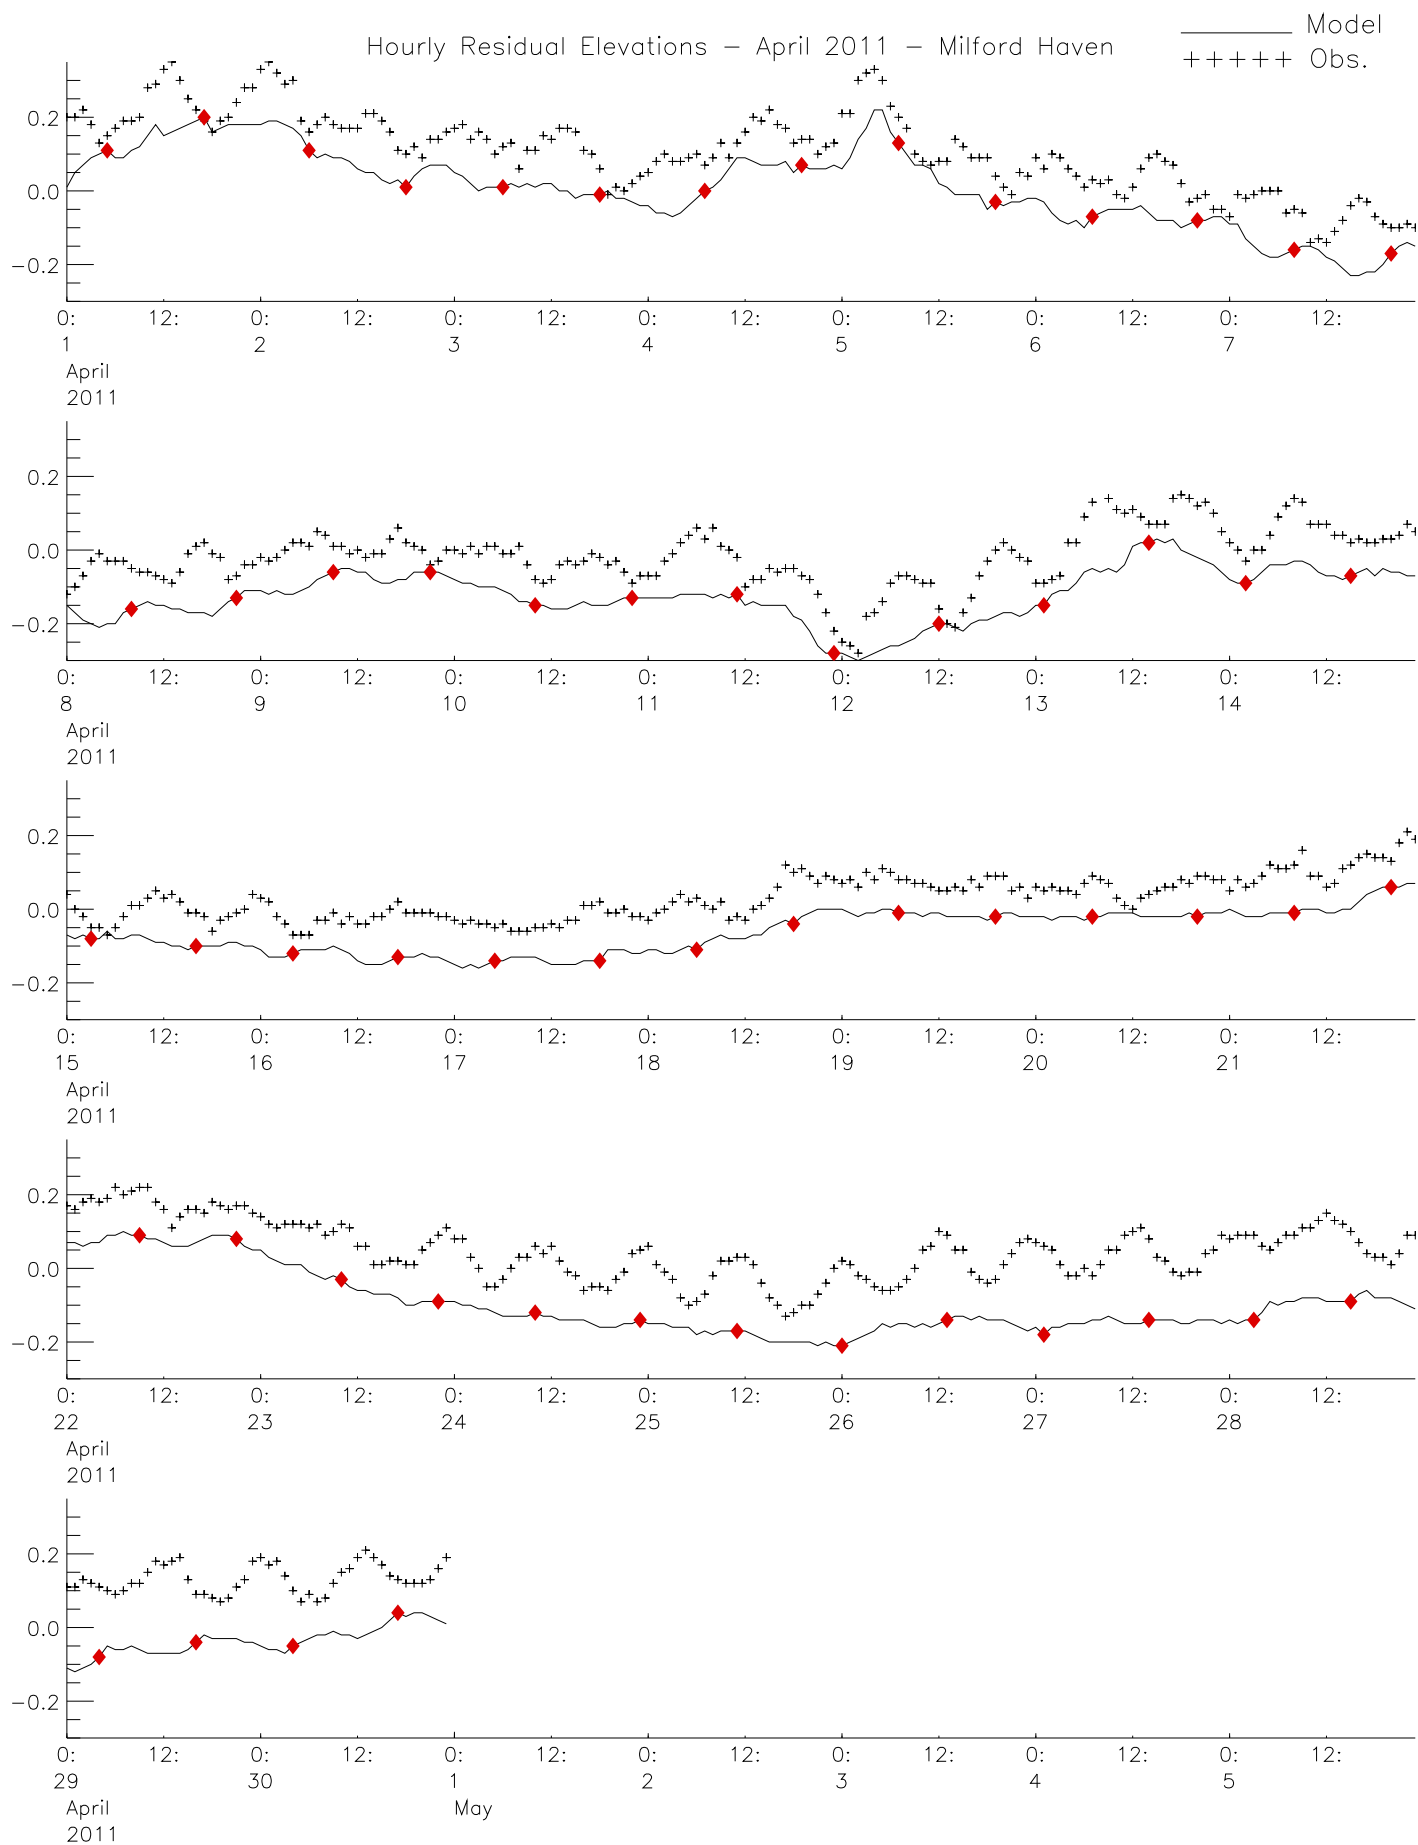 Hourly Residual Elevations - April 2011 - Milford Haven
Model
+++++ Obs.
0.2
0.0
-0.2
0: 12: 0: 12: 0: 12: 0: 12: 0: 12: 0: 12: 0: 12:
1 2 3 4 5 6 7
April
2011
0.2
0.0
-0.2
0: 12: 0: 12: 0: 12: 0: 12: 0: 12: 0: 12: 0: 12:
8 9 10 11 12 13 14
April
2011
0.2
0.0
-0.2
0: 12: 0: 12: 0: 12: 0: 12: 0: 12: 0: 12: 0: 12:
15 16 17 18 19 20 21
April
2011
0.2
0.0
-0.2
0: 12: 0: 12: 0: 12: 0: 12: 0: 12: 0: 12: 0: 12:
22 23 24 25 26 27 28
April
2011
0.2
0.0
-0.2
0: 12: 0: 12: 0: 12: 0: 12: 0: 12: 0: 12: 0: 12:
29 30 1 2 3 4 5
April May
2011